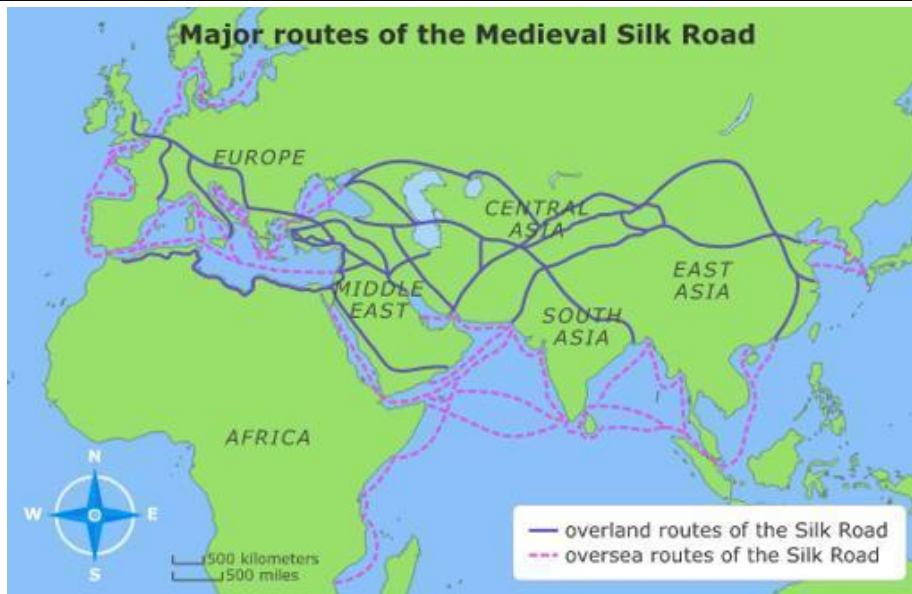 Major routes of the Medieval Silk Road
EUROPE
CENTRAL
ASIA
EAST
ASIA
MIDDLE
EAST
SOUTH
ASIA
AFRICA
N
W
E
S
500 kilometers
500 miles
overland routes of the Silk Road
oversea routes of the Silk Road